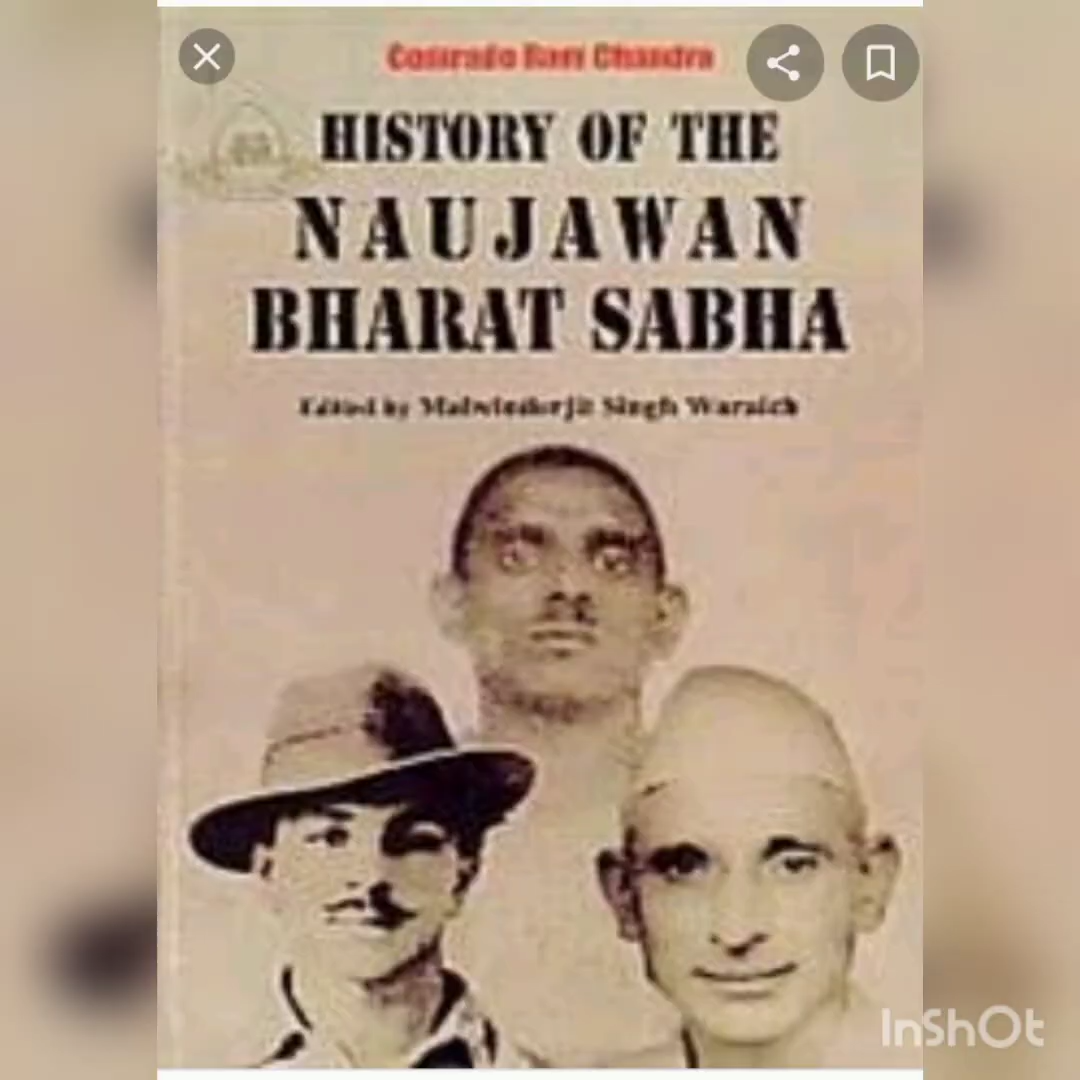 Comrade Ram Chandra
HISTORY OF THE
NAUJAWAN
BHARAT SABHA
Edited by Malwinderjit Singh Waraich
InShOt